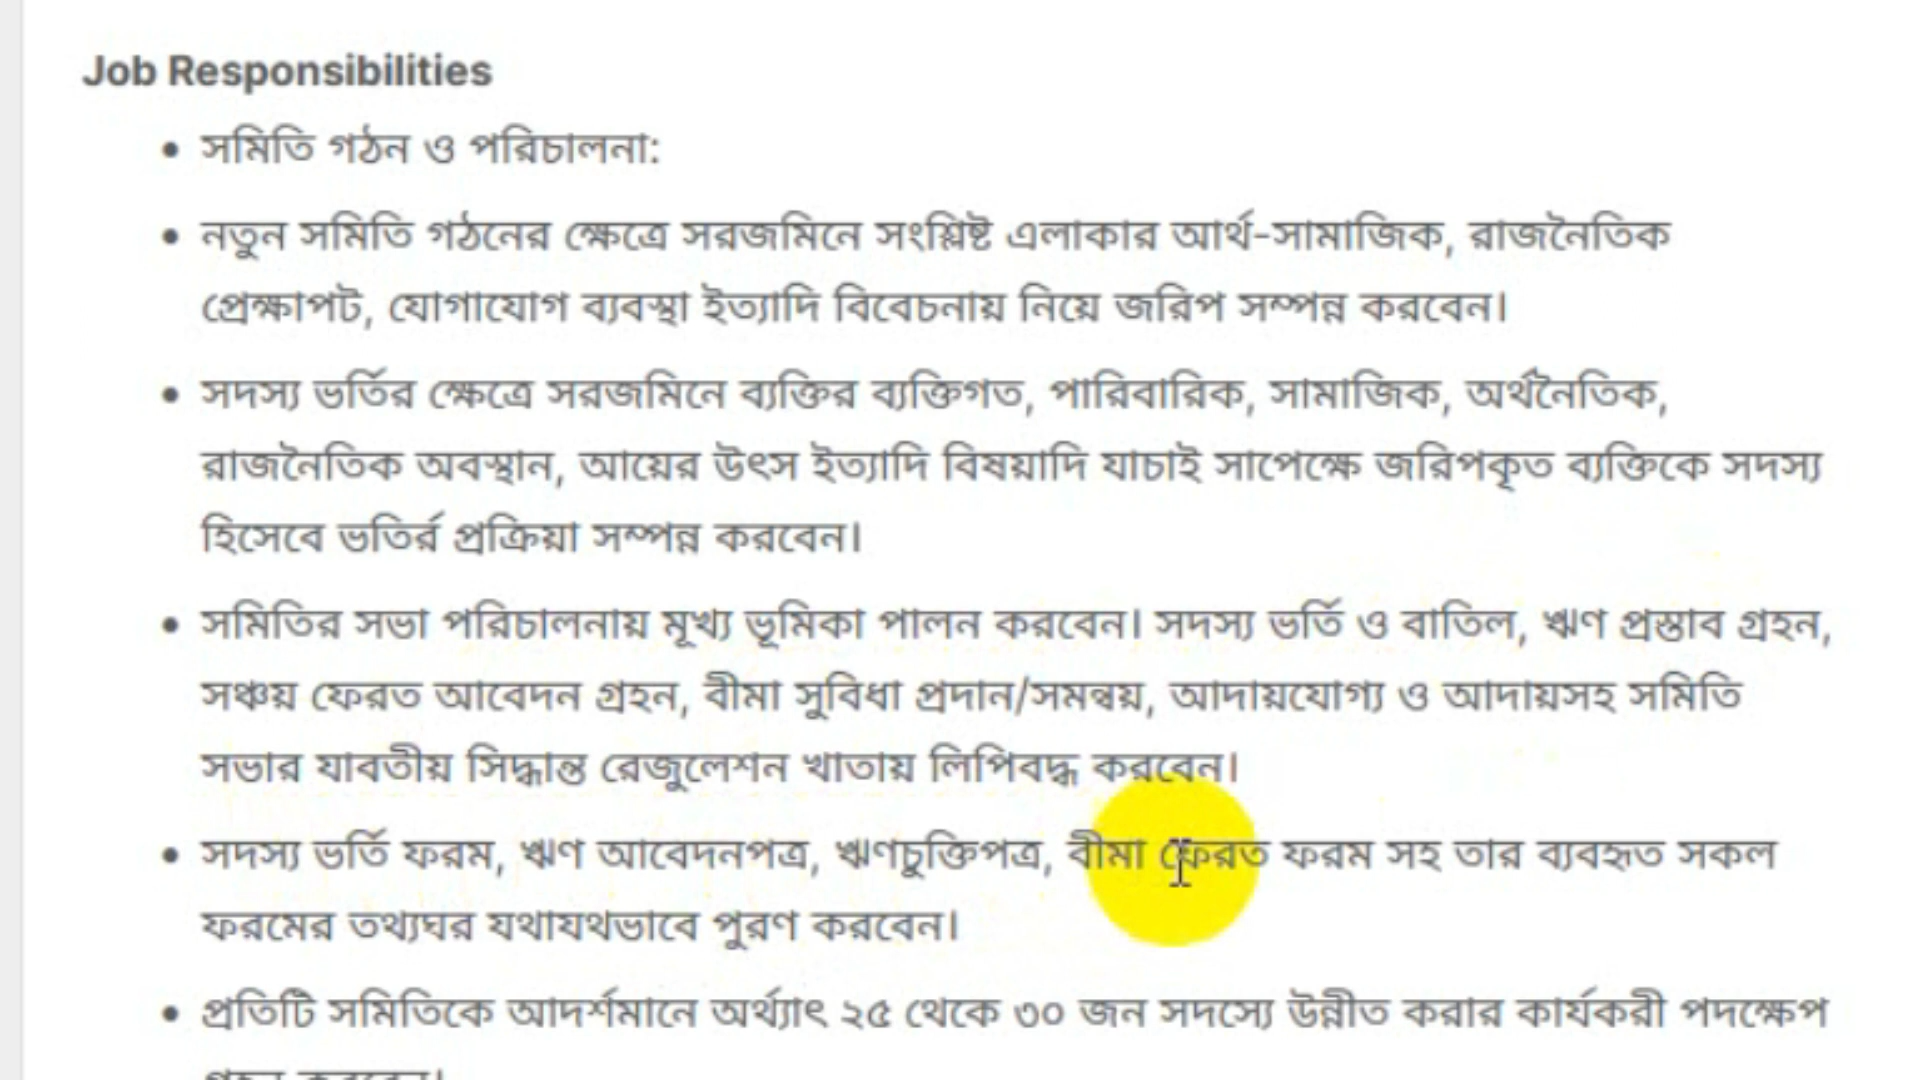 Job Responsibilities
• সমিতি গঠন ও পরিচালনা:
• নতুন সমিতি গঠনের ক্ষেত্রে সরজমিনে সংশ্লিষ্ট এলাকার আর্থ-সামাজিক, রাজনৈতিক
প্রেক্ষাপট, যোগাযোগ ব্যবস্থা ইত্যাদি বিবেচনায় নিয়ে জরিপ সম্পন্ন করবেন।
• সদস্য ভর্তির ক্ষেত্রে সরজমিনে ব্যক্তির ব্যক্তিগত, পারিবারিক, সামাজিক, অর্থনৈতিক,
রাজনৈতিক অবস্থান, আয়ের উৎস ইত্যাদি বিষয়াদি যাচাই সাপেক্ষে জরিপকৃত ব্যক্তিকে সদস্য
হিসেবে ভতির্র প্রক্রিয়া সম্পন্ন করবেন।
• সমিতির সভা পরিচালনায় মূখ্য ভূমিকা পালন করবেন। সদস্য ভর্তি ও বাতিল, ঋণ প্রস্তাব গ্রহন,
সঞ্চয় ফেরত আবেদন গ্রহন, বীমা সুবিধা প্রদান/সমন্বয়, আদায়যোগ্য ও আদায়সহ সমিতি
সভার যাবতীয় সিদ্ধান্ত রেজুলেশন খাতায় লিপিবদ্ধ করবেন।
• সদস্য ভর্তি ফরম, ঋণ আবেদনপত্র, ঋণচুক্তিপত্র, বীমা ফেরত ফরম সহ তার ব্যবহৃত সকল
ফরমের তথ্যঘর যথাযথভাবে পুরণ করবেন।
• প্রতিটি সমিতিকে আদর্শমানে অর্থ্যাৎ ২৫ থেকে ৩০ জন সদস্যে উন্নীত করার কার্যকরী পদক্ষেপ